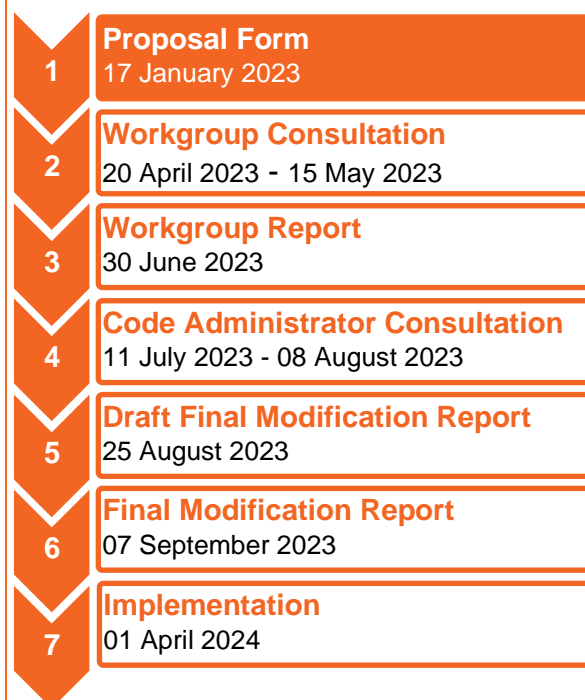 1
Proposal Form
17 January 2023
2
Workgroup Consultation
20 April 2023 - 15 May 2023
3
Workgroup Report
30 June 2023
4
Code Administrator Consultation
11 July 2023 - 08 August 2023
5
Draft Final Modification Report
25 August 2023
6
Final Modification Report
07 September 2023
7
Implementation
01 April 2024